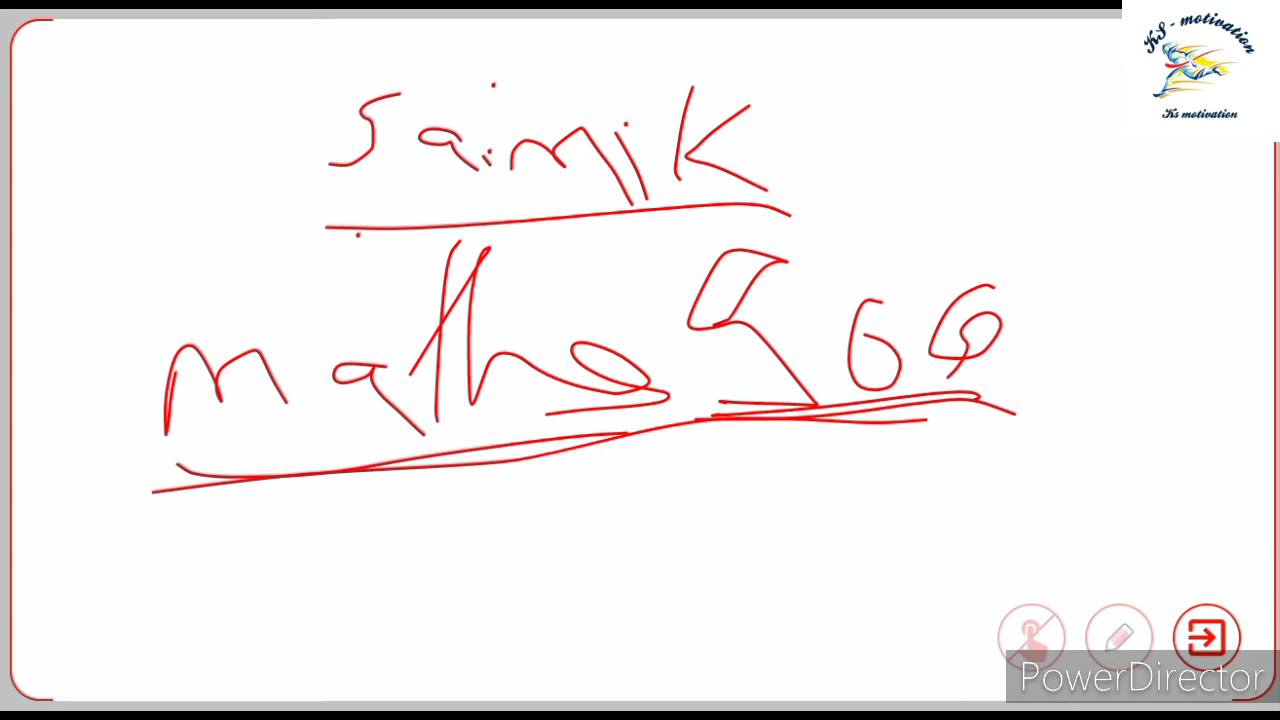 KS - motivation
Ks motivation
Sainik
Maths
PowerDirector